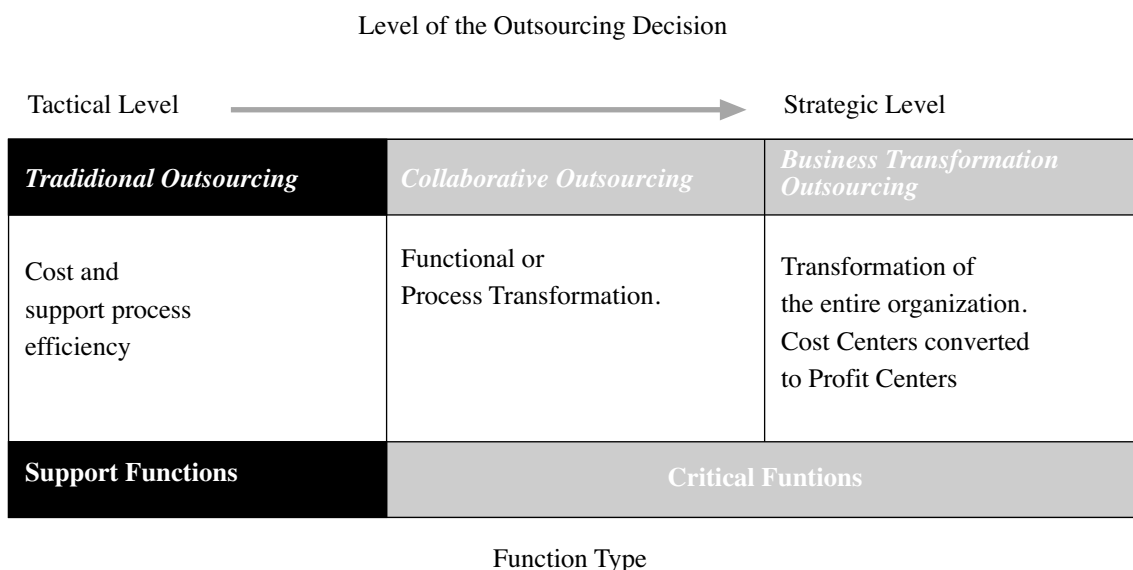 Level of the Outsourcing Decision
Tactical Level
Strategic Level
Tradidional Outsourcing
Collaborative Outsourcing
Business Transformation
Outsourcing
Cost and
support process
efficiency
Functional or
Process Transformation.
Transformation of
the entire organization.
Cost Centers converted
to Profit Centers
Support Functions
Critical Funtions
Function Type